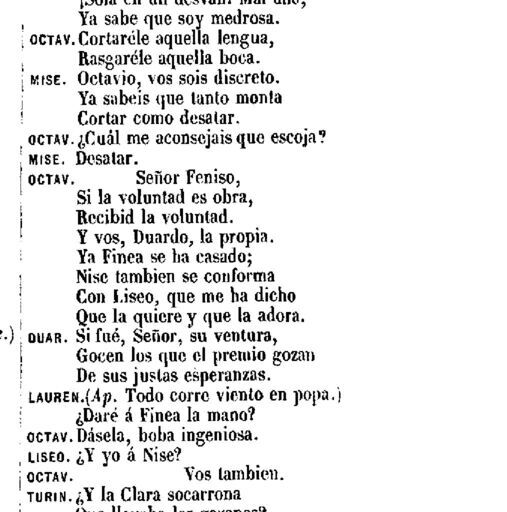 ¡Sola en un desvan! Mal año,
Ya sabe que soy medrosa.
OCTAV. Cortaréle aquella lengua,
Rasgaréle aquella boca.
MISE. Octavio, vos sois discreto.
Ya sabeis que tanto monta
Cortar como desatar.
OCTAV. ¿Cuál me aconsejais que escoja?
MISE. Desatar.
OCTAV. Señor Feniso,
Si la voluntad es obra,
Recibid la voluntad.
Y vos, Duardo, la propia.
Ya Finea se ha casado;
Nise tambien se conforma
Con Liseo, que me ha dicho
Que la quiere y que la adora.
.) DUAR. Si fué, Señor, su ventura,
Gocen los que el premio gozan
De sus justas esperanzas.
LAUREN. (Ap. Todo corre viento en popa.)
¿Daré á Finea la mano?
OCTAV. Dásela, boba ingeniosa.
LISEO. ¿Y yo á Nise?
OCTAV. Vos tambien.
TURIN. ¿Y la Clara socarrona